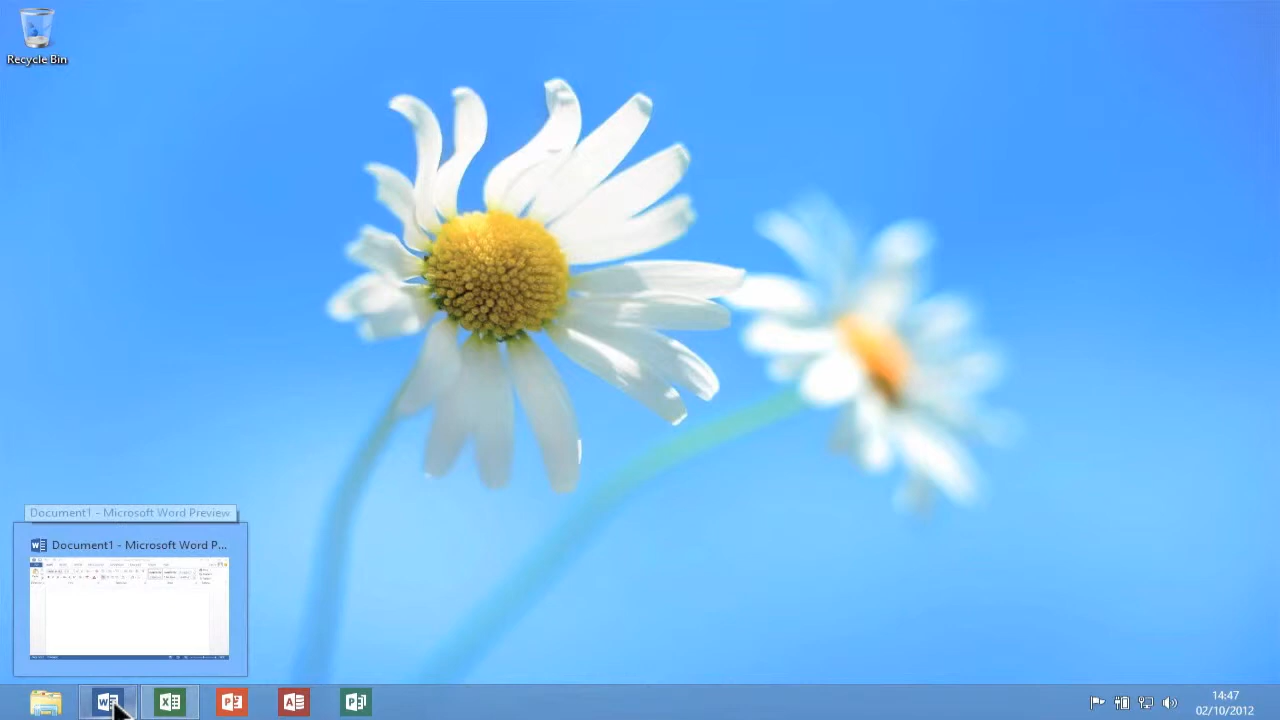 Recycle Bin
Document1 - Microsoft Word Preview
Document1 - Microsoft Word P...
14:47
02/10/2012